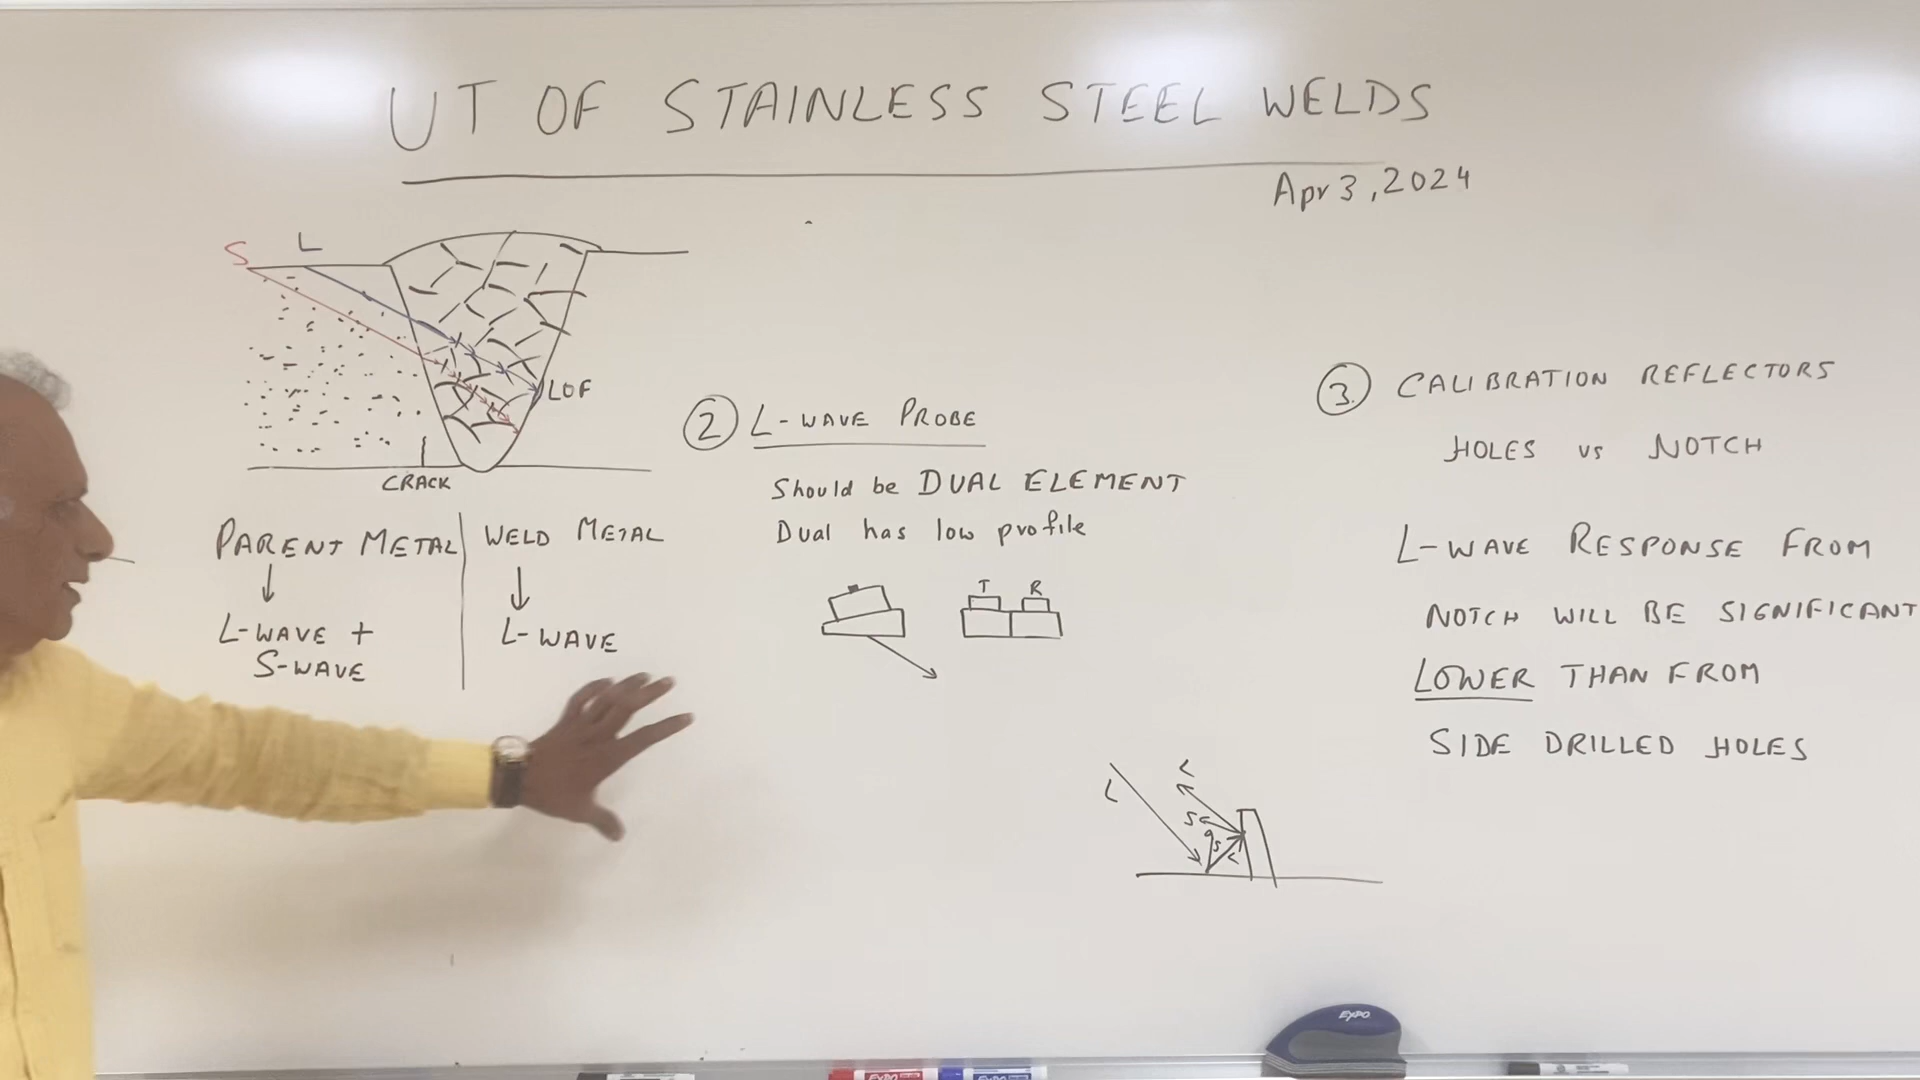 UT OF STAINLESS STEEL WELDS
Apr 3, 2024
S L
LOF
CRACK
PARENT METAL
L-WAVE +
S-WAVE
WELD METAL
L-WAVE
2 L-WAVE PROBE
Should be DUAL ELEMENT
Dual has low profile
T R
3. CALIBRATION REFLECTORS
HOLES vs NOTCH
L-WAVE RESPONSE FROM
NOTCH WILL BE SIGNIFICANT
LOWER THAN FROM
SIDE DRILLED HOLES
L
L
S
S
L
EXPO
EXPO
EXPO